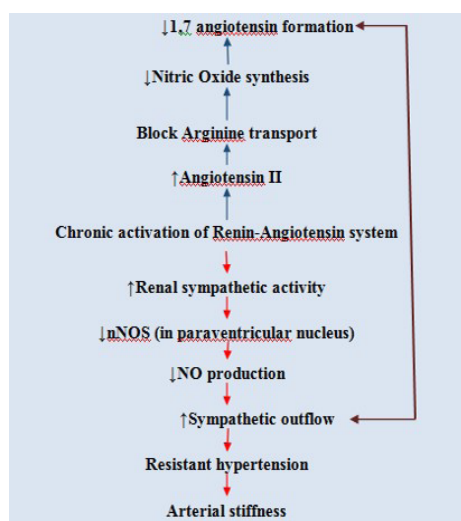 ↓1,7 angiotensin formation
↓Nitric Oxide synthesis
Block Arginine transport
↑Angiotensin II
Chronic activation of Renin-Angiotensin system
↑Renal sympathetic activity
↓nNOS (in paraventricular nucleus)
↓NO production
↑Sympathetic outflow
Resistant hypertension
Arterial stiffness